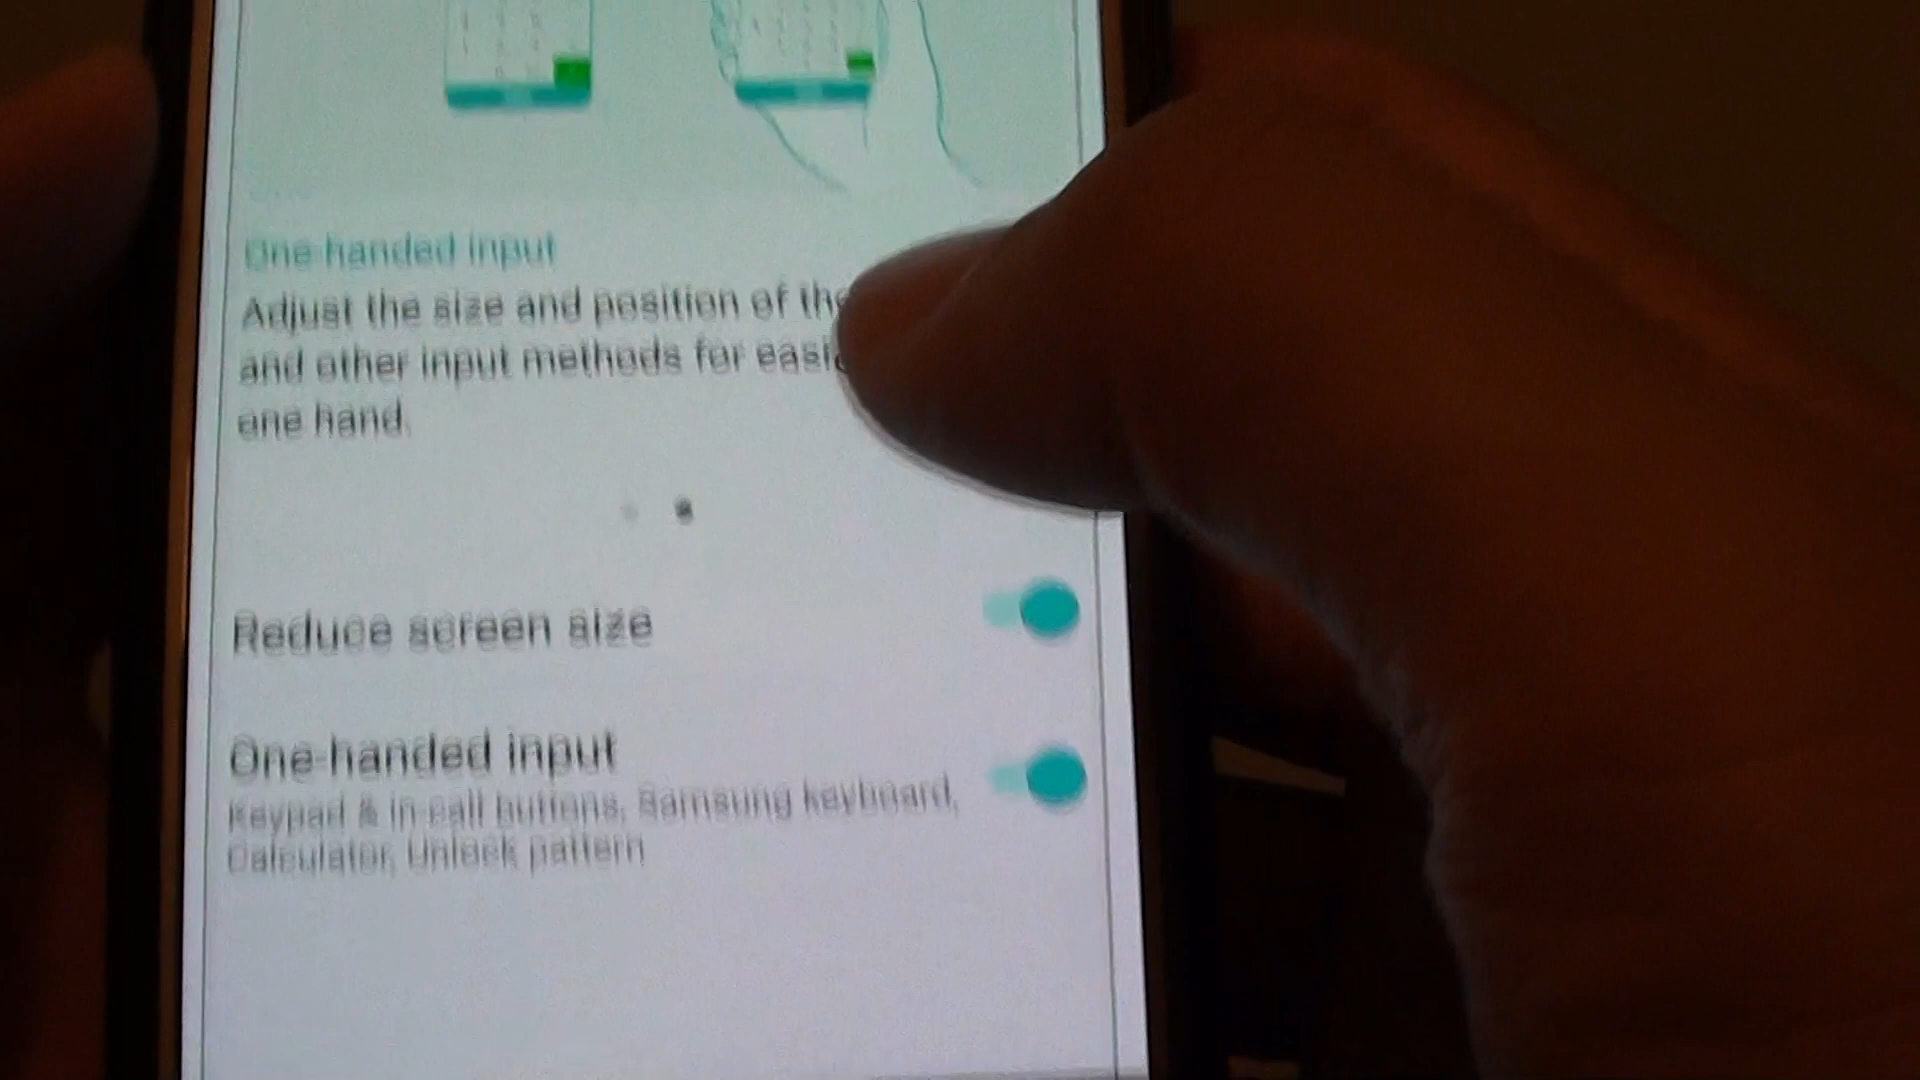 One-handed input
Adjust the size and position of the
and other input methods for
one hand.
Reduce screen size
One-handed input
Keypad & in-call buttons, Samsung keyboard,
Calculator, Unlock pattern